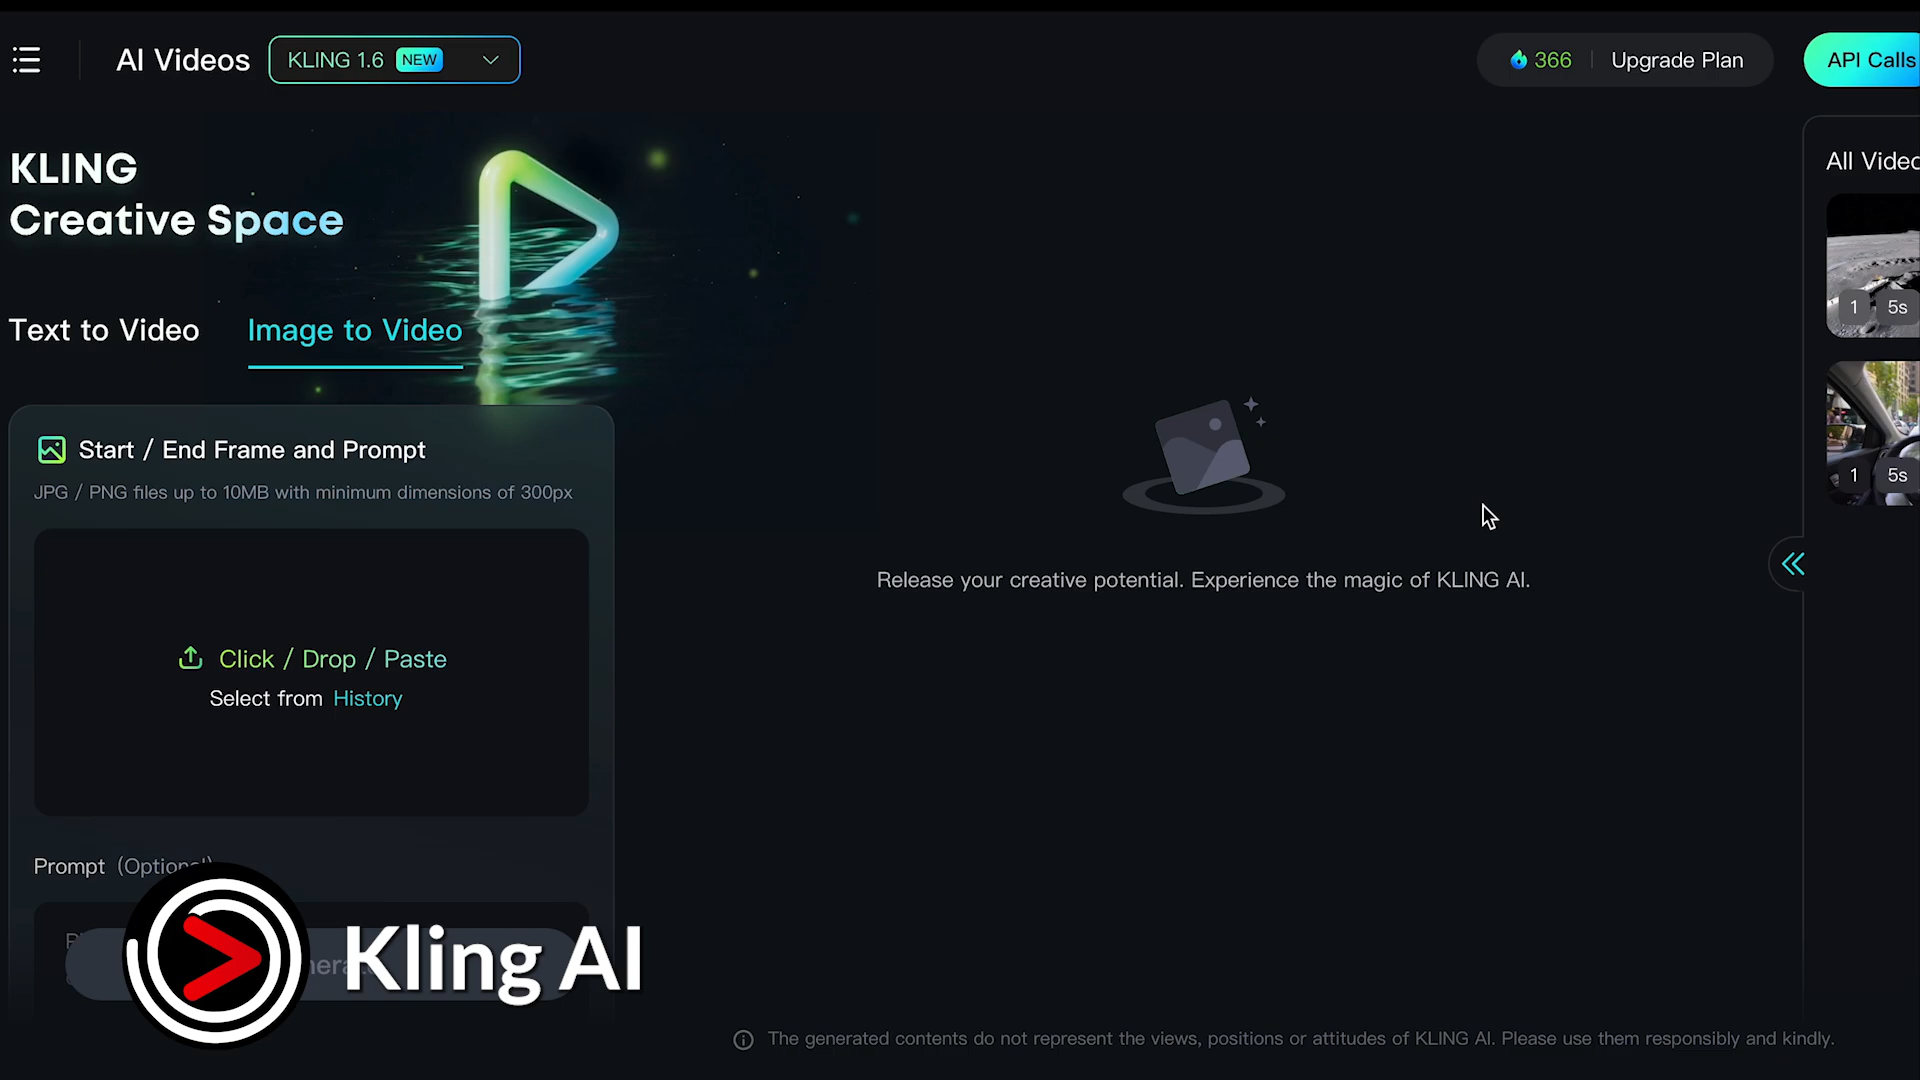 AI Videos
KLING 1.6 NEW
366
Upgrade Plan
API Calls
KLING
Creative Space
Text to Video
Image to Video
Start / End Frame and Prompt
JPG / PNG files up to 10MB with minimum dimensions of 300px
Click / Drop / Paste
Select from History
Prompt (Optional)
Kling AI
Release your creative potential. Experience the magic of KLING AI.
All Video
1 5s
1 5s
The generated contents do not represent the views, positions or attitudes of KLING AI. Please use them responsibly and kindly.